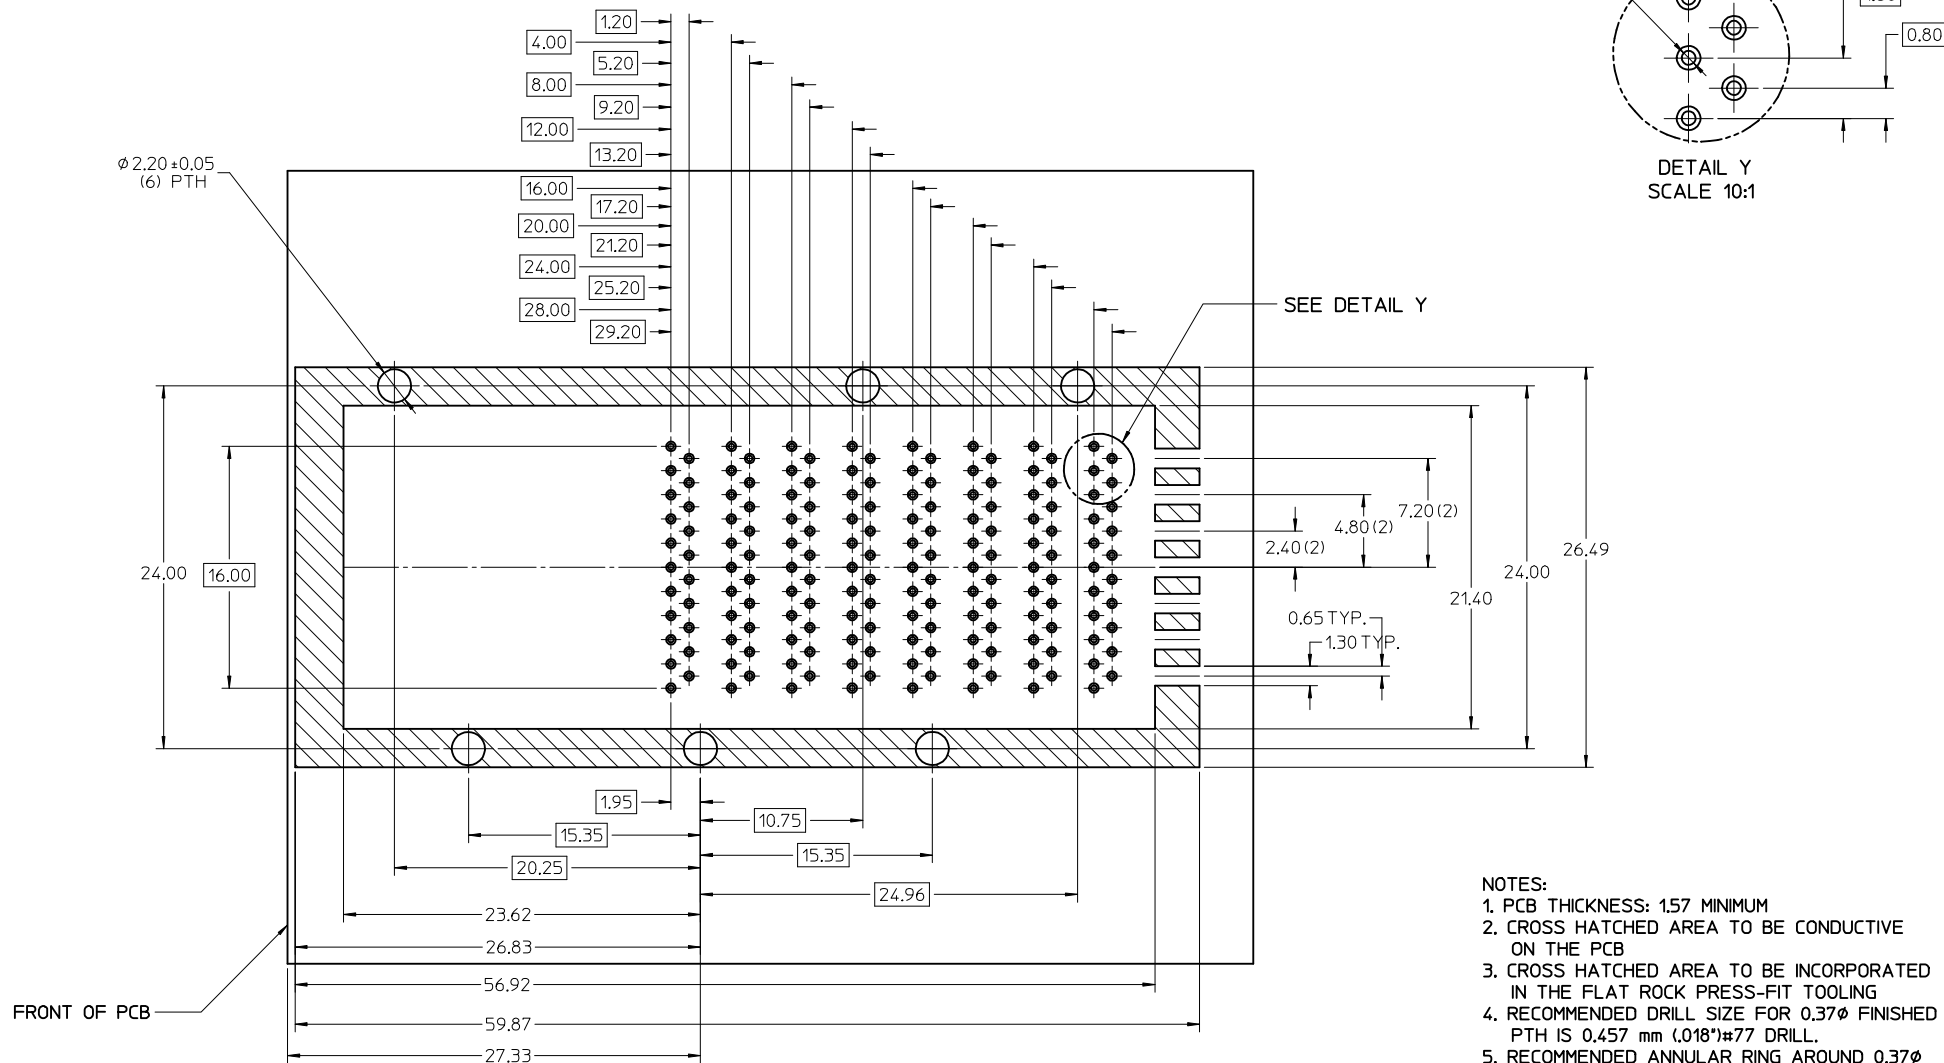 1.20
4.00
5.20
8.00
9.20
12.00
13.20
16.00
17.20
20.00
21.20
24.00
25.20
28.00
29.20
0.80
DETAIL Y
SCALE 10:1
⌀2.20±0.05
(6) PTH
SEE DETAIL Y
24.00
16.00
7.20(2)
4.80(2)
2.40(2)
26.49
24.00
21.40
0.65 TYP.
1.30 TYP.
1.95
10.75
15.35
15.35
20.25
24.96
23.62
26.83
56.92
59.87
27.33
FRONT OF PCB
NOTES:
1. PCB THICKNESS: 1.57 MINIMUM
2. CROSS HATCHED AREA TO BE CONDUCTIVE
ON THE PCB
3. CROSS HATCHED AREA TO BE INCORPORATED
IN THE FLAT ROCK PRESS-FIT TOOLING
4. RECOMMENDED DRILL SIZE FOR 0.37⌀ FINISHED
PTH IS 0.457 mm (.018")#77 DRILL.
5. RECOMMENDED ANNULAR RING AROUND 0.37⌀